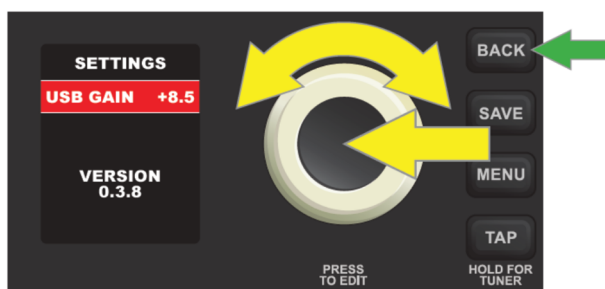 SETTINGS
USB GAIN +8.5
VERSION
0.3.8
PRESS
TO EDIT
BACK
SAVE
MENU
TAP
HOLD FOR
TUNER